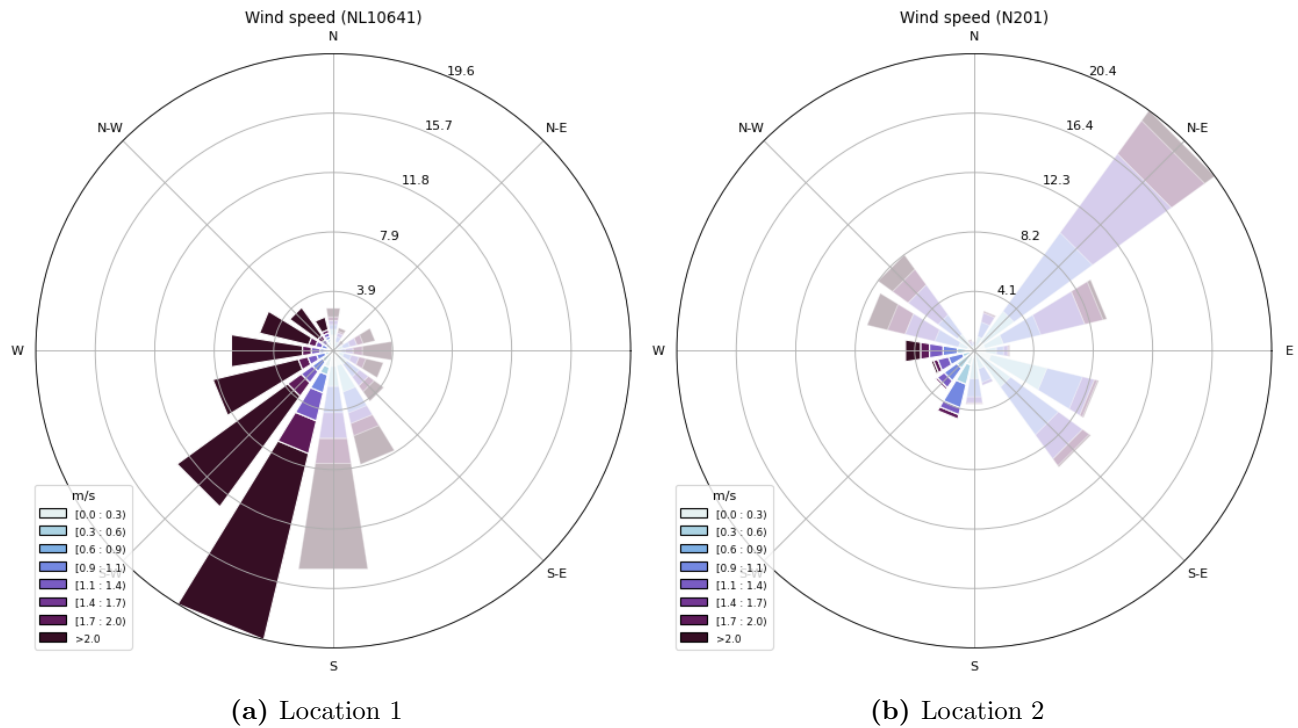 Wind speed (NL10641)
N
19.6
15.7
N-W
N-E
11.8
7.9
3.9
W
m/s
[0.0 : 0.3)
[0.3 : 0.6)
[0.6 : 0.9)
[0.9 : 1.1)
[1.1 : 1.4)
[1.4 : 1.7)
[1.7 : 2.0)
>2.0
S-W
S-E
S
(a) Location 1
Wind speed (N201)
N
20.4
16.4
N-W
N-E
12.3
8.2
4.1
W
E
m/s
[0.0 : 0.3)
[0.3 : 0.6)
[0.6 : 0.9)
[0.9 : 1.1)
[1.1 : 1.4)
[1.4 : 1.7)
[1.7 : 2.0)
>2.0
S-W
S-E
S
(b) Location 2